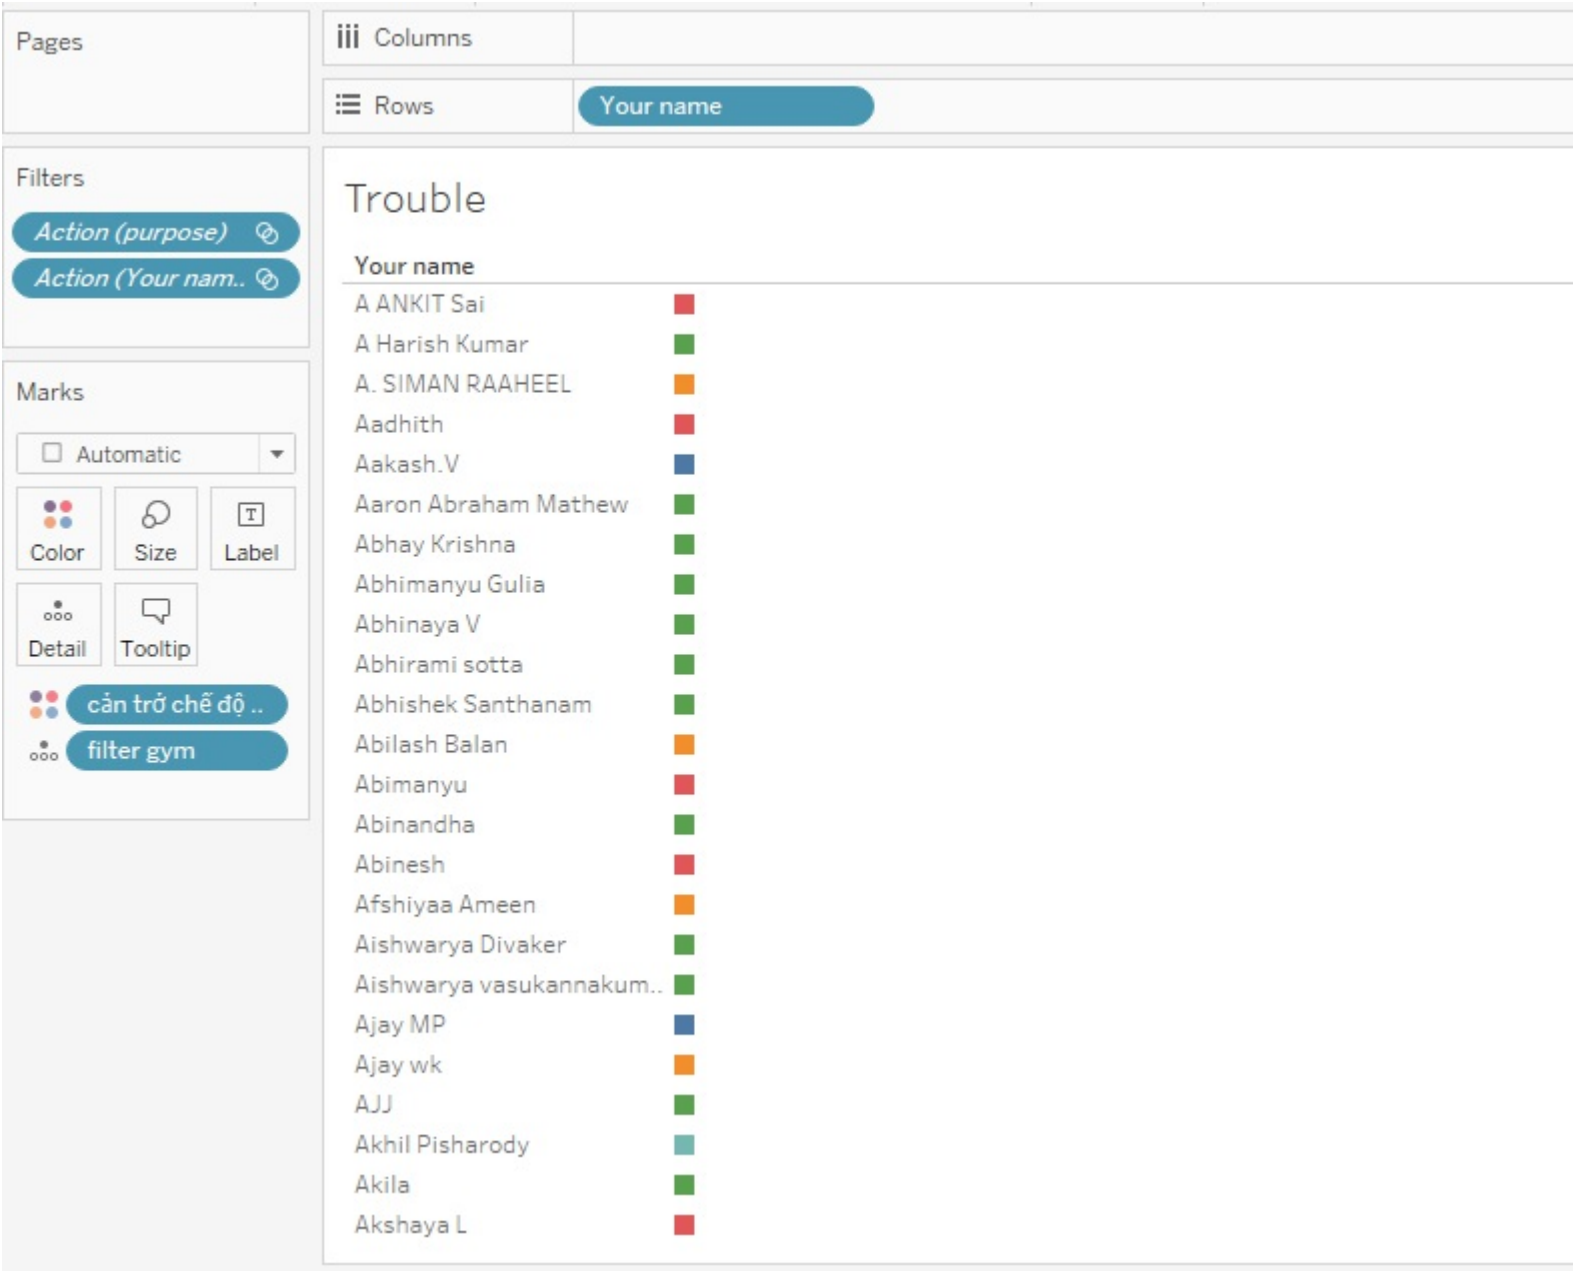 Pages
Columns
Rows
Your name
Filters
Action (purpose)
Action (Your nam..
Marks
Automatic
Color
Size
T
Label
Detail
Tooltip
cản trở chế độ ..
filter gym
Trouble
Your name
A ANKIT Sai
A Harish Kumar
A. SIMAN RAAHEEL
Aadhith
Aakash.V
Aaron Abraham Mathew
Abhay Krishna
Abhimanyu Gulia
Abhinaya V
Abhirami sotta
Abhishek Santhanam
Abilash Balan
Abimanyu
Abinandha
Abinesh
Afshiyaa Ameen
Aishwarya Divaker
Aishwarya vasukannakum..
Ajay MP
Ajay wk
AJJ
Akhil Pisharody
Akila
Akshaya L